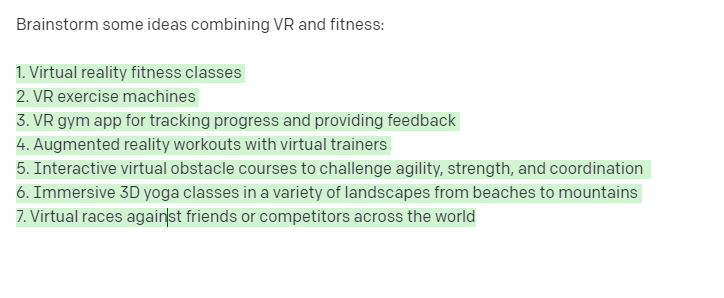 Brainstorm some ideas combining VR and fitness:
1. Virtual reality fitness classes
2. VR exercise machines
3. VR gym app for tracking progress and providing feedback
4. Augmented reality workouts with virtual trainers
5. Interactive virtual obstacle courses to challenge agility, strength, and coordination
6. Immersive 3D yoga classes in a variety of landscapes from beaches to mountains
7. Virtual races against friends or competitors across the world